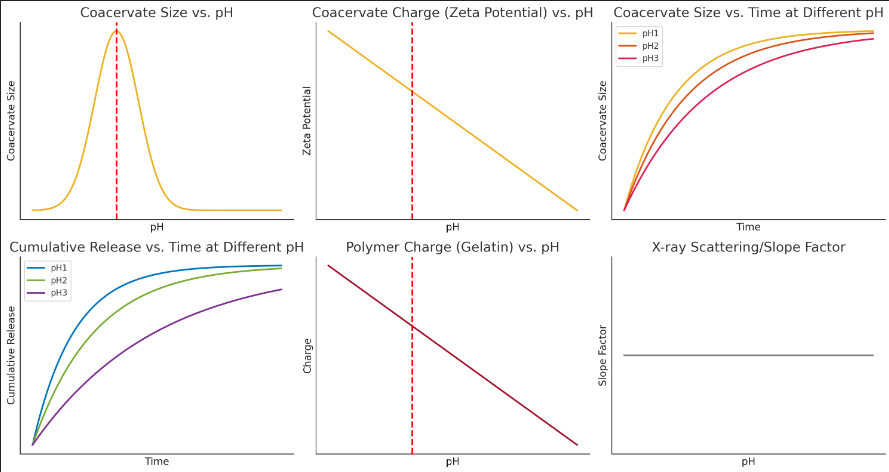 Coacervate Size vs. pH
Coacervate Size
pH
Coacervate Charge (Zeta Potential) vs. pH
Zeta Potential
pH
Coacervate Size vs. Time at Different pH
pH1
pH2
pH3
Coacervate Size
Time
Cumulative Release vs. Time at Different pH
pH1
pH2
pH3
Cumulative Release
Time
Polymer Charge (Gelatin) vs. pH
Charge
pH
X-ray Scattering/Slope Factor
Slope Factor
pH